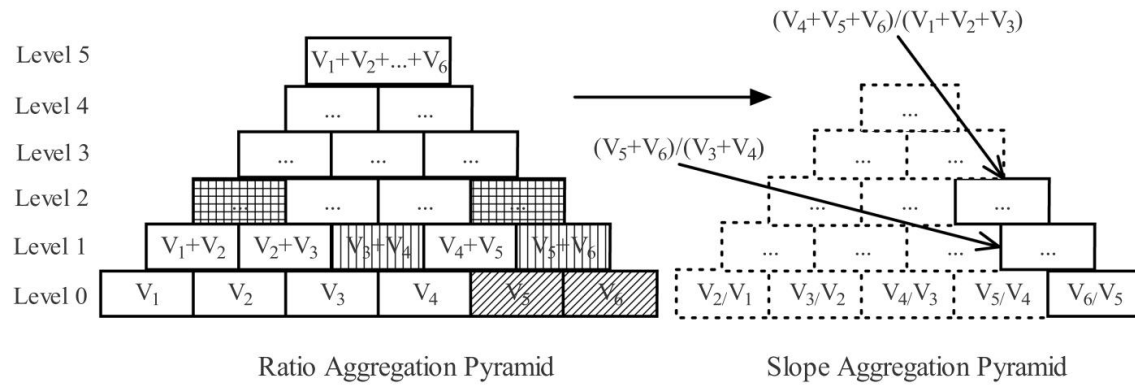 (V₄+V₅+V₆)/(V₁+V₂+V₃)
Level 5
V₁+V₂+...+V₆
Level 4
... ...
...
Level 3
... ... ...
(V₅+V₆)/(V₃+V₄)
... ...
Level 2
... ... ... ...
... ... ...
Level 1
V₁+V₂ V₂+V₃ V₃+V₄ V₄+V₅ V₅+V₆
... ... ... ...
Level 0
V₁ V₂ V₃ V₄ V₅ V₆
V₂/V₁ V₃/V₂ V₄/V₃ V₅/V₄ V₆/V₅
Ratio Aggregation Pyramid
Slope Aggregation Pyramid